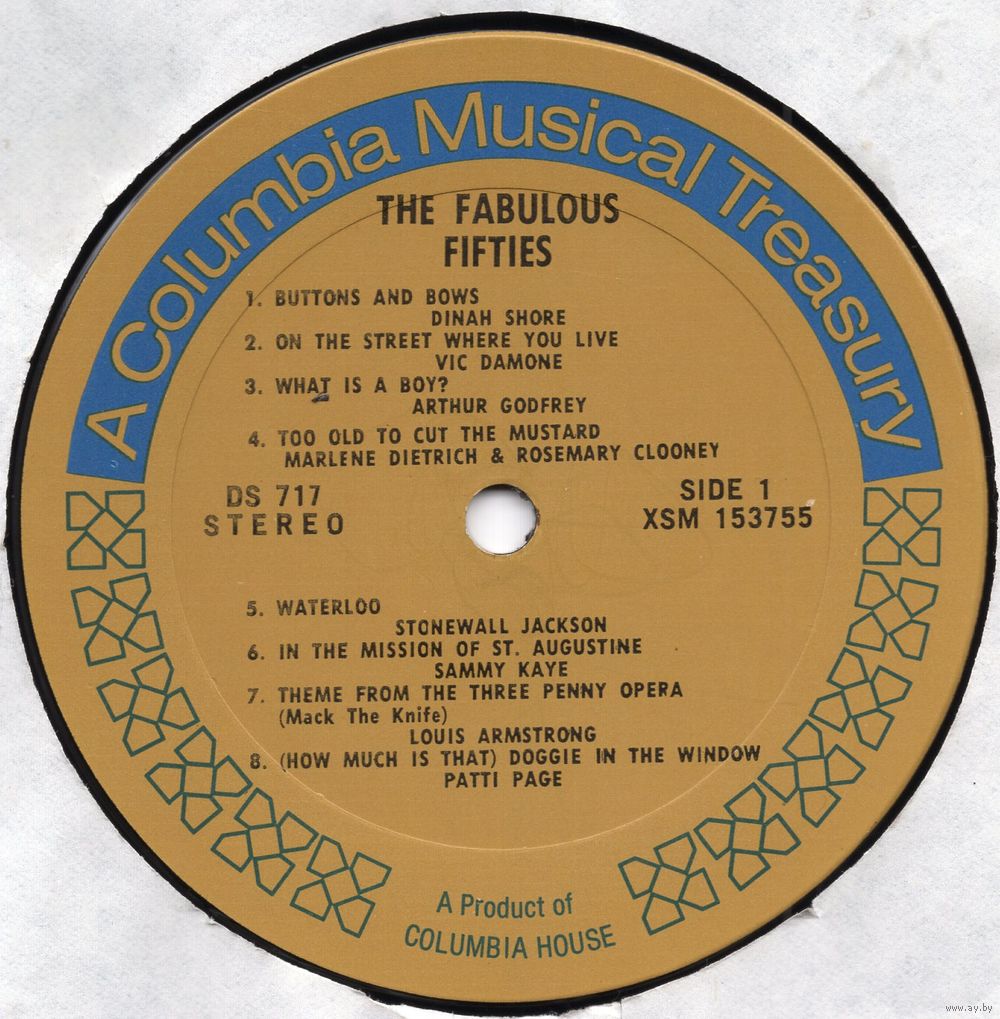 A Columbia Musical Treasury
THE FABULOUS
FIFTIES
1. BUTTONS AND BOWS
DINAH SHORE
2. ON THE STREET WHERE YOU LIVE
VIC DAMONE
3. WHAT IS A BOY?
ARTHUR GODFREY
4. TOO OLD TO CUT THE MUSTARD
MARLENE DIETRICH & ROSEMARY CLOONEY
DS 717
STEREO
SIDE 1
XSM 153755
5. WATERLOO
STONEWALL JACKSON
6. IN THE MISSION OF ST. AUGUSTINE
SAMMY KAYE
7. THEME FROM THE THREE PENNY OPERA
(Mack The Knife)
LOUIS ARMSTRONG
8. (HOW MUCH IS THAT) DOGGIE IN THE WINDOW
PATTI PAGE
A Product of
COLUMBIA HOUSE
www.ay.by